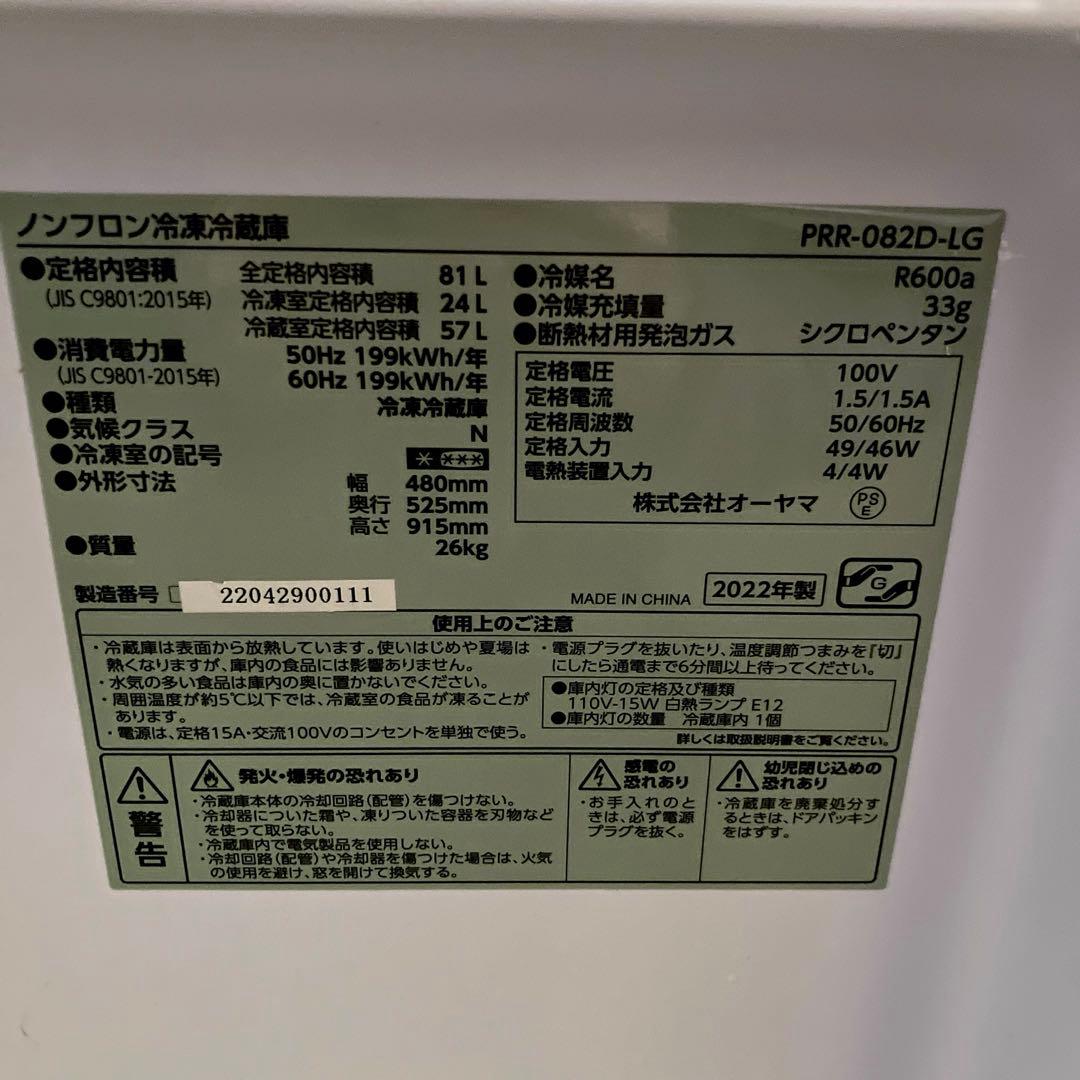 ノンフロン冷凍冷蔵庫
PRR-082D-LG
●定格内容積 全定格内容積 81 L
(JIS C9801:2015年) 冷凍室定格内容積 24 L
冷蔵室定格内容積 57 L
●消費電力量 50Hz 199kWh/年
(JIS C9801-2015年) 60Hz 199kWh/年
●種類 冷凍冷蔵庫
●気候クラス N
●冷凍室の記号
●外形寸法 幅 480mm
奥行 525mm
高さ 915mm
●質量 26kg
●冷媒名 R600a
●冷媒充填量 33g
●断熱材用発泡ガス シクロペンタン
定格電圧 100V
定格電流 1.5/1.5A
定格周波数 50/60Hz
定格入力 49/46W
電熱装置入力 4/4W
株式会社オーヤマ PSE
製造番号 22042900111
MADE IN CHINA 2022年製 G
使用上のご注意
・冷蔵庫は表面から放熱しています。使いはじめや夏場は
熱くなりますが、庫内の食品には影響ありません。
・水気の多い食品は庫内の奥に置かないでください。
・周囲温度が約5℃以下では、冷蔵室の食品が凍ることが
あります。
・電源は、定格15A・交流100Vのコンセントを単独で使う。
・電源プラグを抜いたり、温度調節つまみを『切』
にしたら通電まで6分間以上待ってください。
●庫内灯の定格及び種類
110V-15W 白熱ランプ E12
●庫内灯の数量 冷蔵庫内 1個
詳しくは取扱説明書をご覧ください。
警告
発火・爆発の恐れあり
・冷蔵庫本体の冷却回路(配管)を傷つけない。
・冷却器についた霜や、凍りついた容器を刃物など
を使って取らない。
・冷蔵庫内で電気製品を使用しない。
・冷却回路(配管)や冷却器を傷つけた場合は、火気
の使用を避け、窓を開けて換気する。
感電の
恐れあり
・お手入れのと
きは、必ず電源
プラグを抜く。
幼児閉じ込めの
恐れあり
・冷蔵庫を廃棄処分す
るときは、ドアパッキン
をはずす。